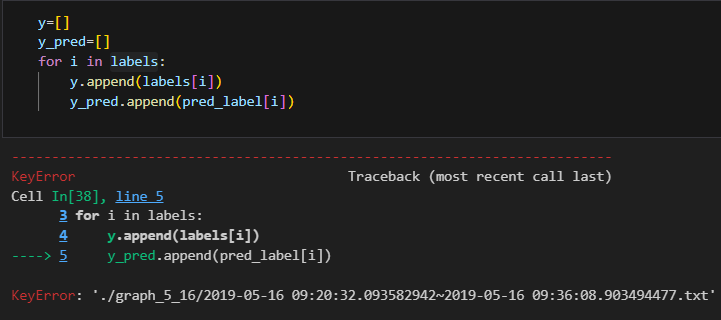 y=[]
y_pred=[]
for i in labels:
    y.append(labels[i])
    y_pred.append(pred_label[i])
---------------------------------------------------------------------------
KeyError                                  Traceback (most recent call last)
Cell In[38], line 5
      3 for i in labels:
      4     y.append(labels[i])
----> 5     y_pred.append(pred_label[i])
KeyError: './graph_5_16/2019-05-16 09:20:32.093582942~2019-05-16 09:36:08.903494477.txt'